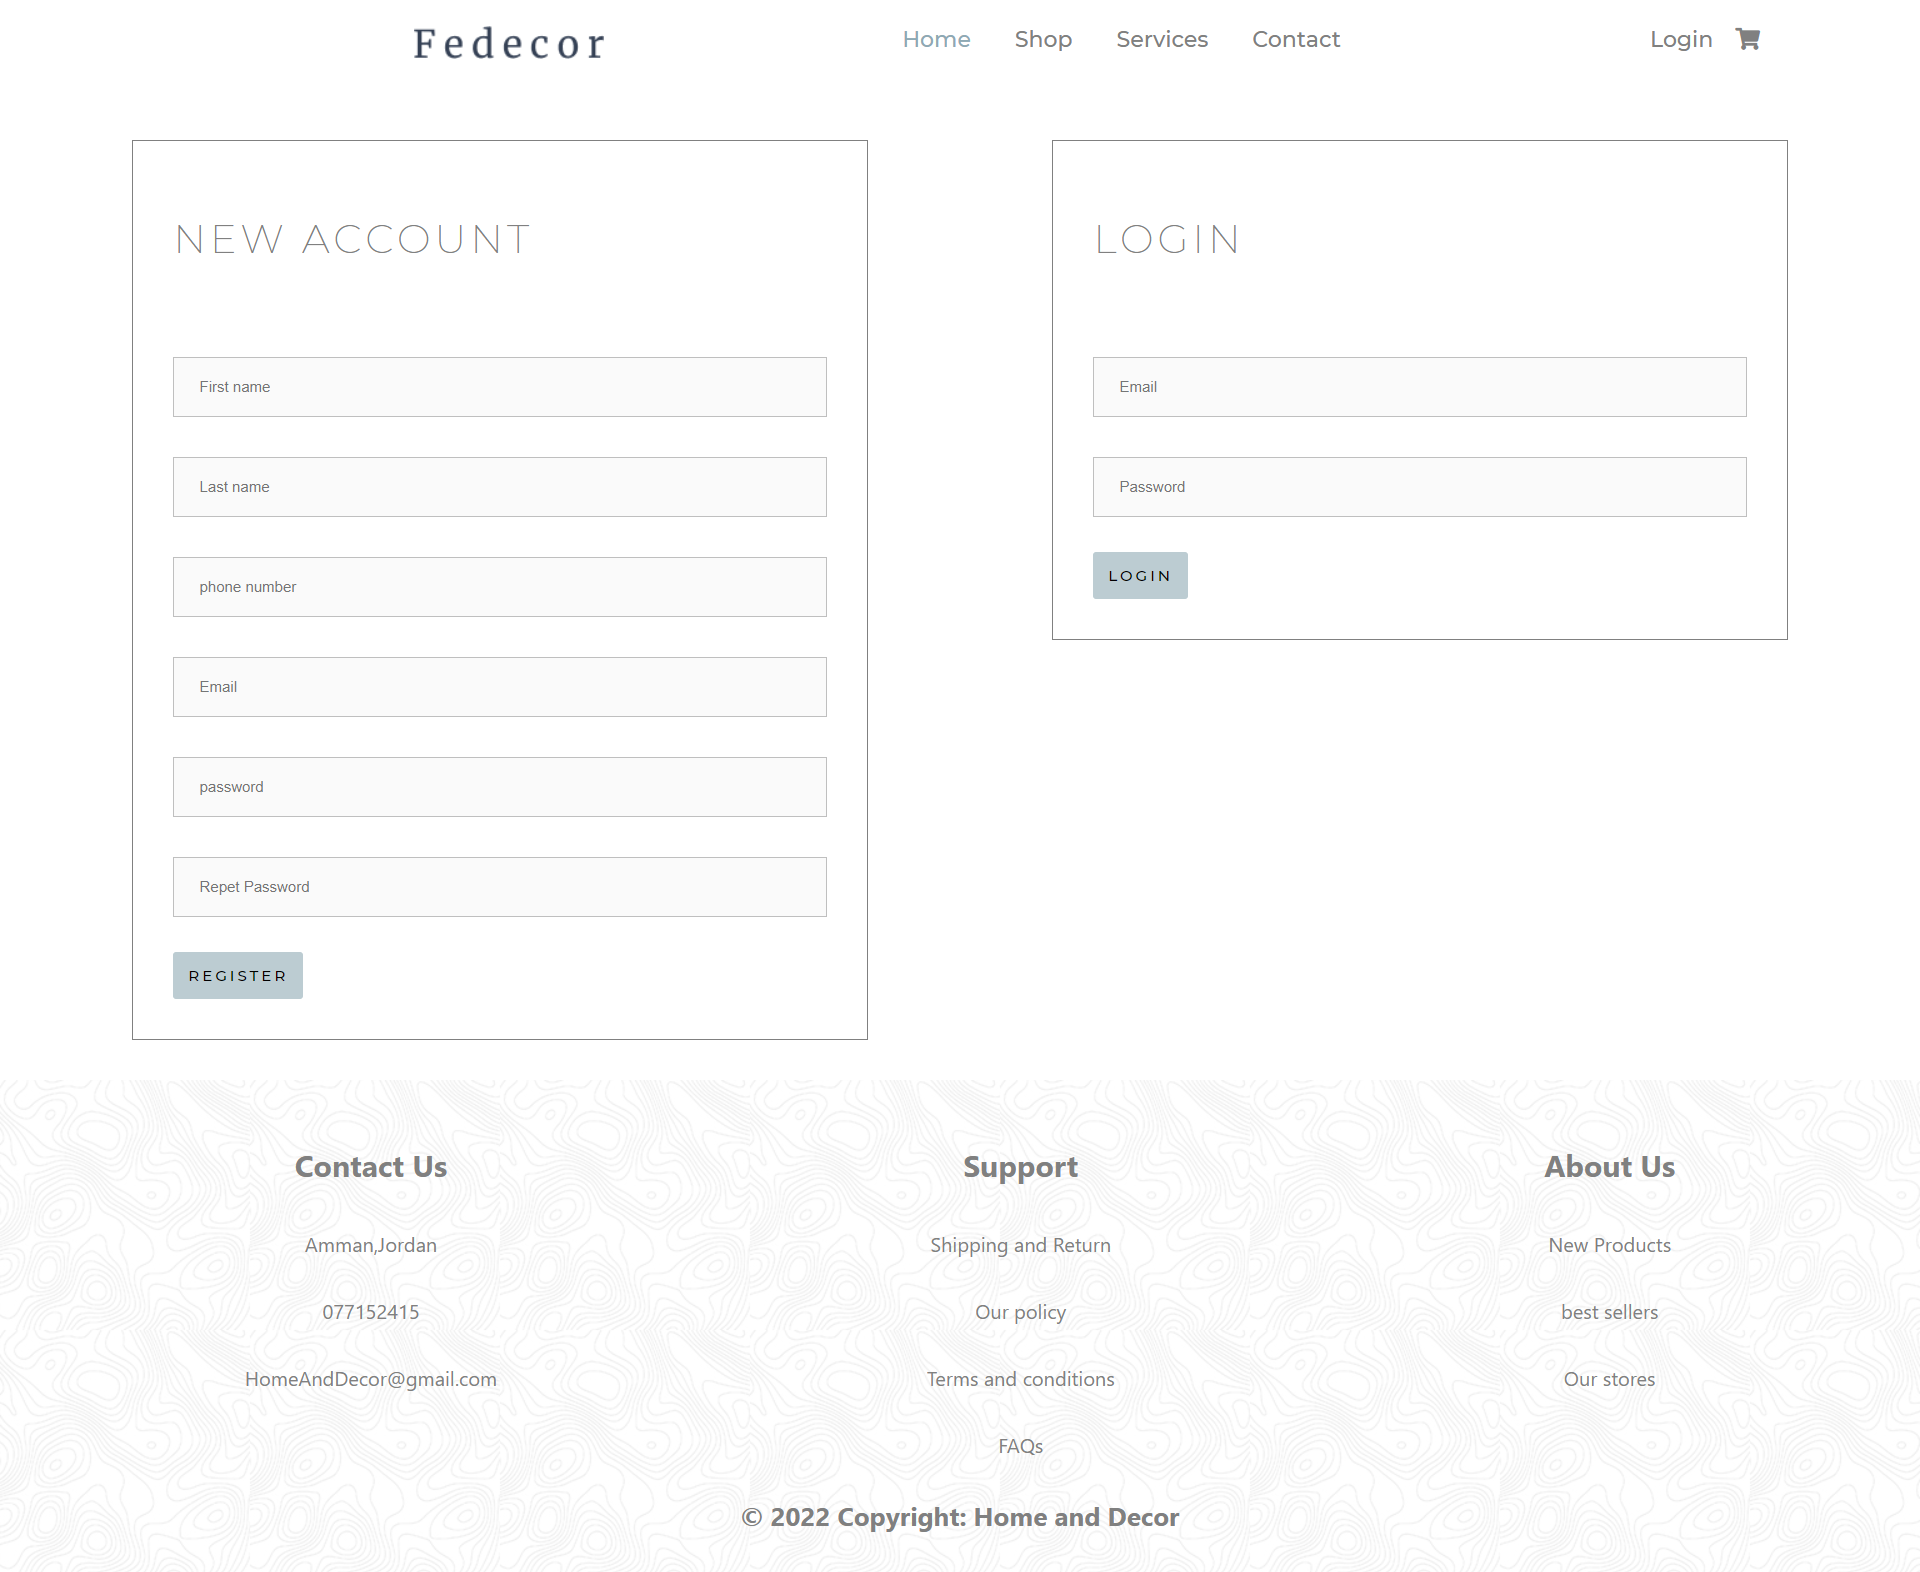 Fedecor
Home
Shop
Services
Contact
Login
NEW ACCOUNT
First name
Last name
phone number
Email
password
Repet Password
REGISTER
LOGIN
Email
Password
LOGIN
Contact Us
Amman,Jordan
077152415
HomeAndDecor@gmail.com
Support
Shipping and Return
Our policy
Terms and conditions
FAQs
About Us
New Products
best sellers
Our stores
© 2022 Copyright: Home and Decor